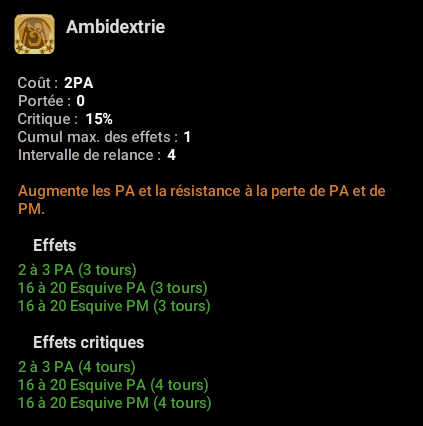 Ambidextrie
Coût : 2PA
Portée : 0
Critique : 15%
Cumul max. des effets : 1
Intervalle de relance : 4
Augmente les PA et la résistance à la perte de PA et de
PM.
Effets
2 à 3 PA (3 tours)
16 à 20 Esquive PA (3 tours)
16 à 20 Esquive PM (3 tours)
Effets critiques
2 à 3 PA (4 tours)
16 à 20 Esquive PA (4 tours)
16 à 20 Esquive PM (4 tours)